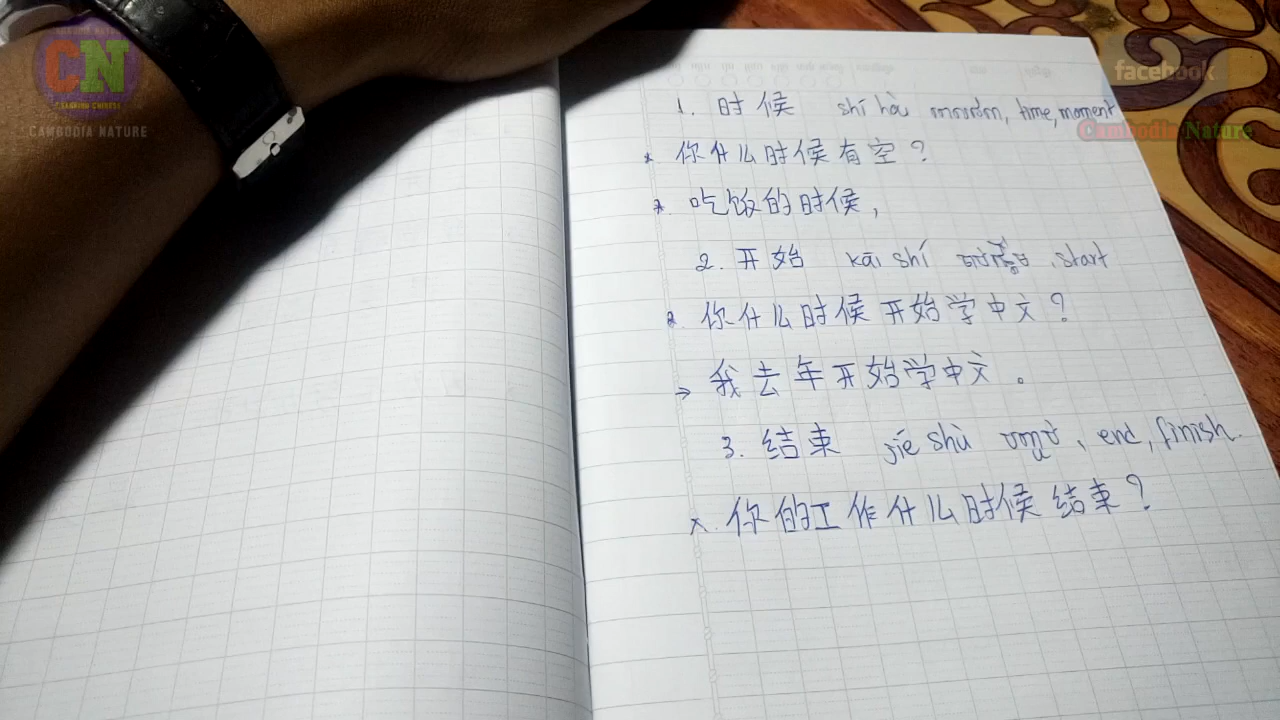 CN
LEARNING CHINESE
CAMBODIA NATURE
facebook
Cambodia Nature
1. 时候 shí hòu time, moment
* 你什么时候有空?
* 吃饭的时候,
2. 开始 kāi shí start
* 你什么时候开始学中文?
→ 我去年开始学中文。
3. 结束 jié shù end, finish.
x. 你的工作什么时候结束?